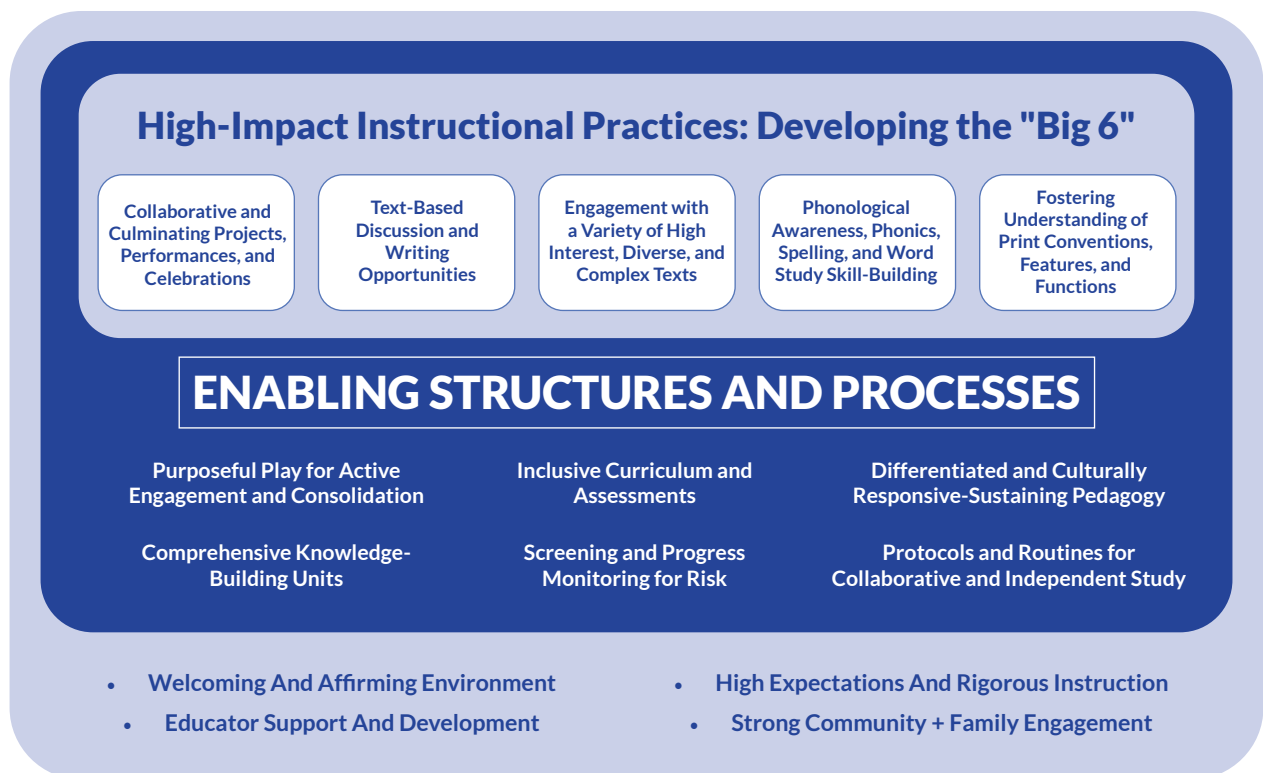 High-Impact Instructional Practices: Developing the "Big 6"
Collaborative and
Culminating Projects,
Performances, and
Celebrations
Text-Based
Discussion and
Writing
Opportunities
Engagement with
a Variety of High
Interest, Diverse, and
Complex Texts
Phonological
Awareness, Phonics,
Spelling, and Word
Study Skill-Building
Fostering
Understanding of
Print Conventions,
Features, and
Functions
ENABLING STRUCTURES AND PROCESSES
Purposeful Play for Active
Engagement and Consolidation
Inclusive Curriculum and
Assessments
Differentiated and Culturally
Responsive-Sustaining Pedagogy
Comprehensive Knowledge-
Building Units
Screening and Progress
Monitoring for Risk
Protocols and Routines for
Collaborative and Independent Study
• Welcoming And Affirming Environment
• Educator Support And Development
• High Expectations And Rigorous Instruction
• Strong Community + Family Engagement